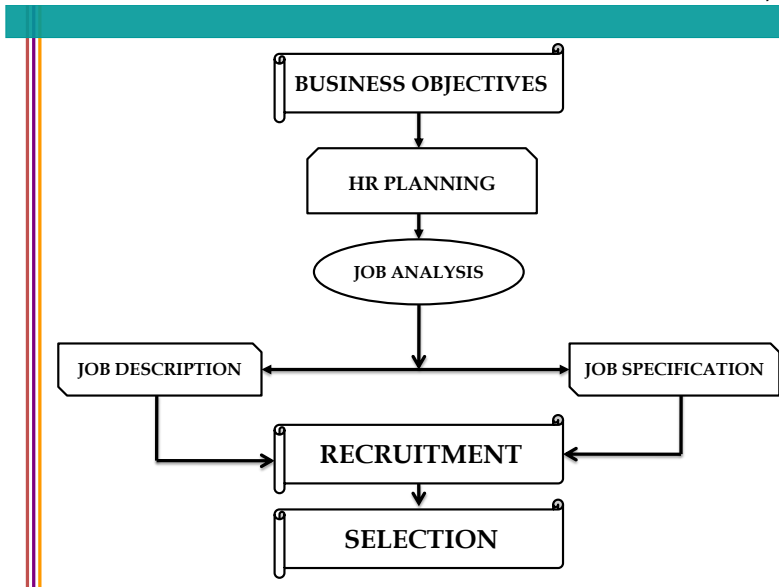 BUSINESS OBJECTIVES
HR PLANNING
JOB ANALYSIS
JOB DESCRIPTION
JOB SPECIFICATION
RECRUITMENT
SELECTION